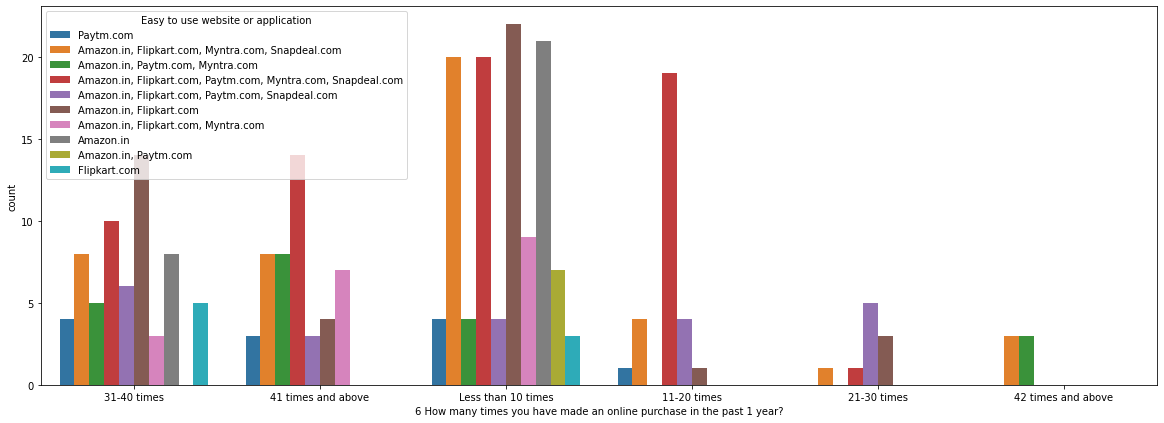 Easy to use website or application
Paytm.com
Amazon.in, Flipkart.com, Myntra.com, Snapdeal.com
Amazon.in, Paytm.com, Myntra.com
Amazon.in, Flipkart.com, Paytm.com, Myntra.com, Snapdeal.com
Amazon.in, Flipkart.com, Paytm.com, Snapdeal.com
Amazon.in, Flipkart.com
Amazon.in, Flipkart.com, Myntra.com
Amazon.in
Amazon.in, Paytm.com
Flipkart.com
20
15
10
5
0
count
31-40 times 41 times and above Less than 10 times 11-20 times 21-30 times 42 times and above
6 How many times you have made an online purchase in the past 1 year?